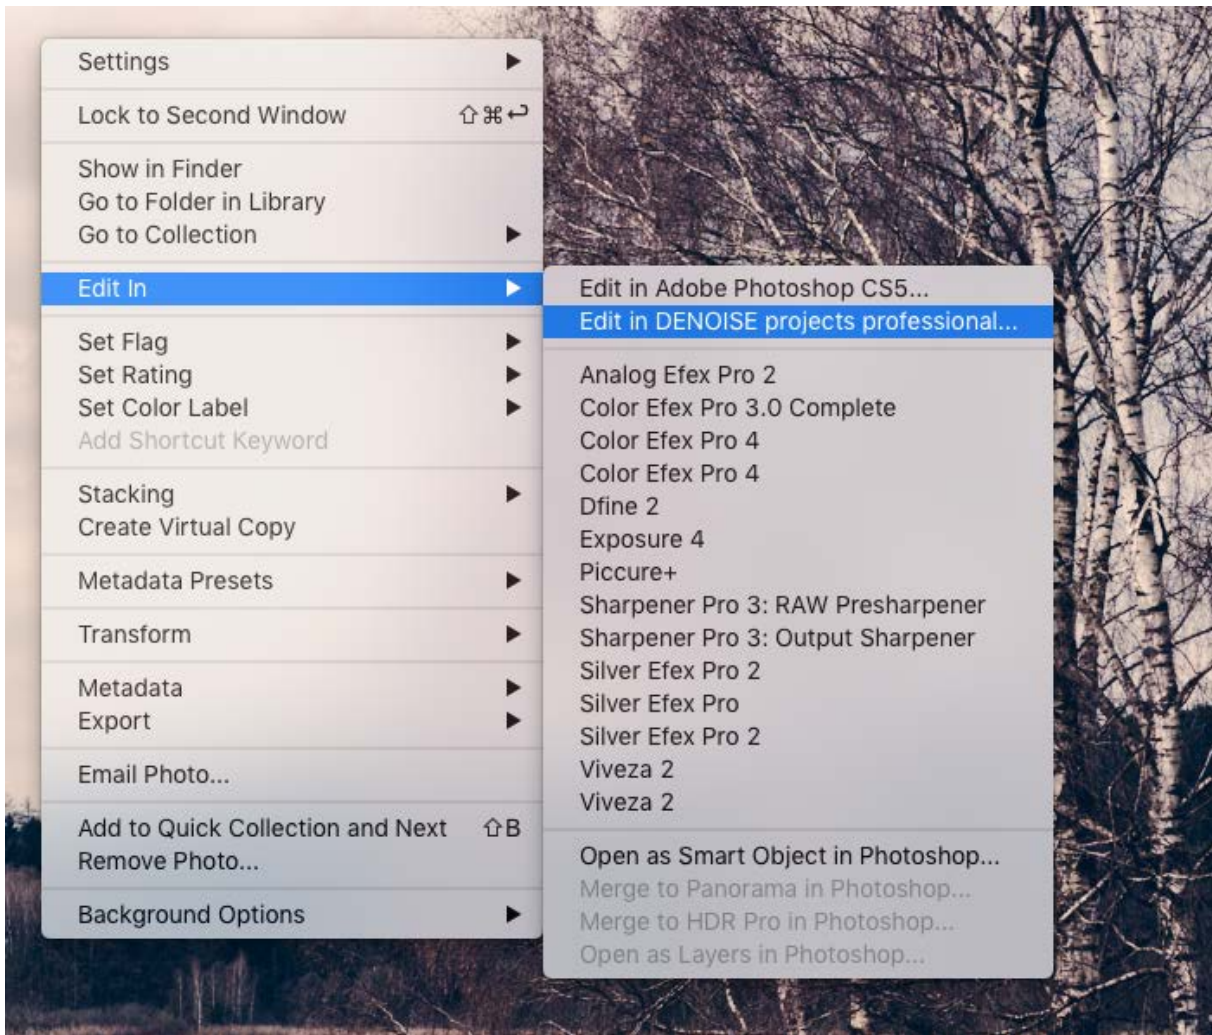 Settings
Lock to Second Window ⇧⌘↩
Show in Finder
Go to Folder in Library
Go to Collection
Edit In
Set Flag
Set Rating
Set Color Label
Add Shortcut Keyword
Stacking
Create Virtual Copy
Metadata Presets
Transform
Metadata
Export
Email Photo...
Add to Quick Collection and Next ⇧B
Remove Photo...
Background Options
Edit in Adobe Photoshop CS5...
Edit in DENOISE projects professional...
Analog Efex Pro 2
Color Efex Pro 3.0 Complete
Color Efex Pro 4
Color Efex Pro 4
Dfine 2
Exposure 4
Piccure+
Sharpener Pro 3: RAW Presharpener
Sharpener Pro 3: Output Sharpener
Silver Efex Pro 2
Silver Efex Pro
Silver Efex Pro 2
Viveza 2
Viveza 2
Open as Smart Object in Photoshop...
Merge to Panorama in Photoshop...
Merge to HDR Pro in Photoshop...
Open as Layers in Photoshop...